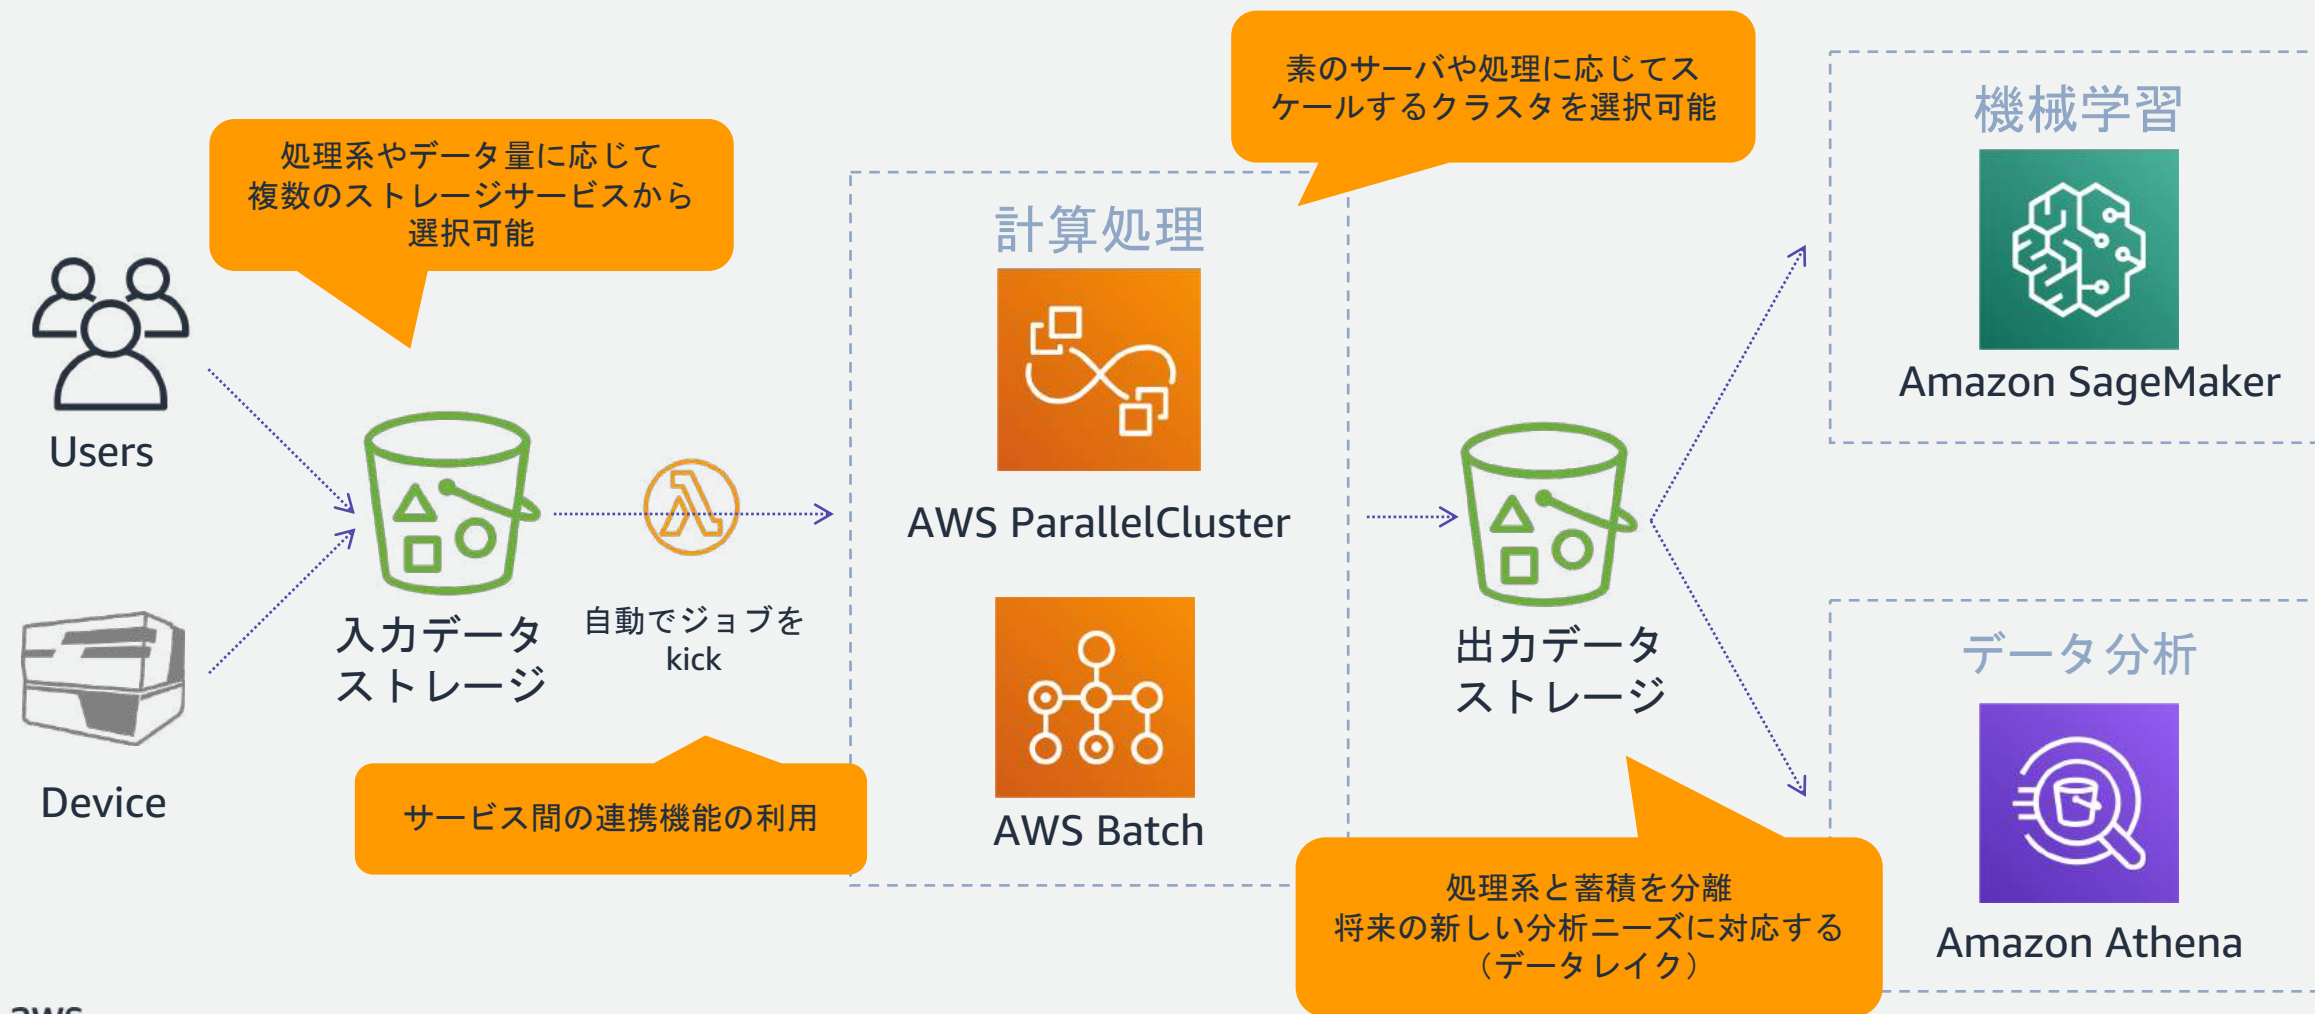 素のサーバや処理に応じてス
ケールするクラスタを選択可能
処理系やデータ量に応じて
複数のストレージサービスから
選択可能
機械学習
計算処理
Amazon SageMaker
Users
AWS ParallelCluster
入力データ
ストレージ
自動でジョブを
kick
出力データ
ストレージ
データ分析
Device
サービス間の連携機能の利用
AWS Batch
処理系と蓄積を分離
将来の新しい分析ニーズに対応する
（データレイク）
Amazon Athena
aws